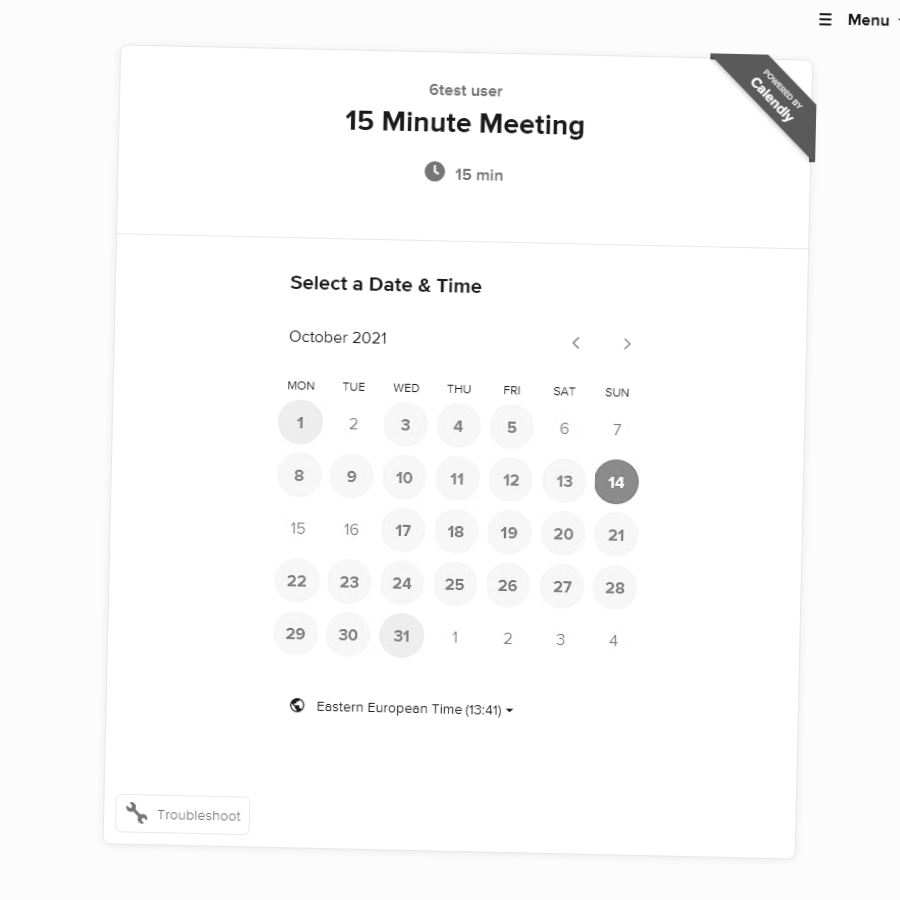 ☰ Menu
POWERED BY
Calendly
6test user
15 Minute Meeting
15 min
Select a Date & Time
October 2021
MON TUE WED THU FRI SAT SUN
1 2 3 4 5 6 7
8 9 10 11 12 13 14
15 16 17 18 19 20 21
22 23 24 25 26 27 28
29 30 31 1 2 3 4
Eastern European Time (13:41)
Troubleshoot